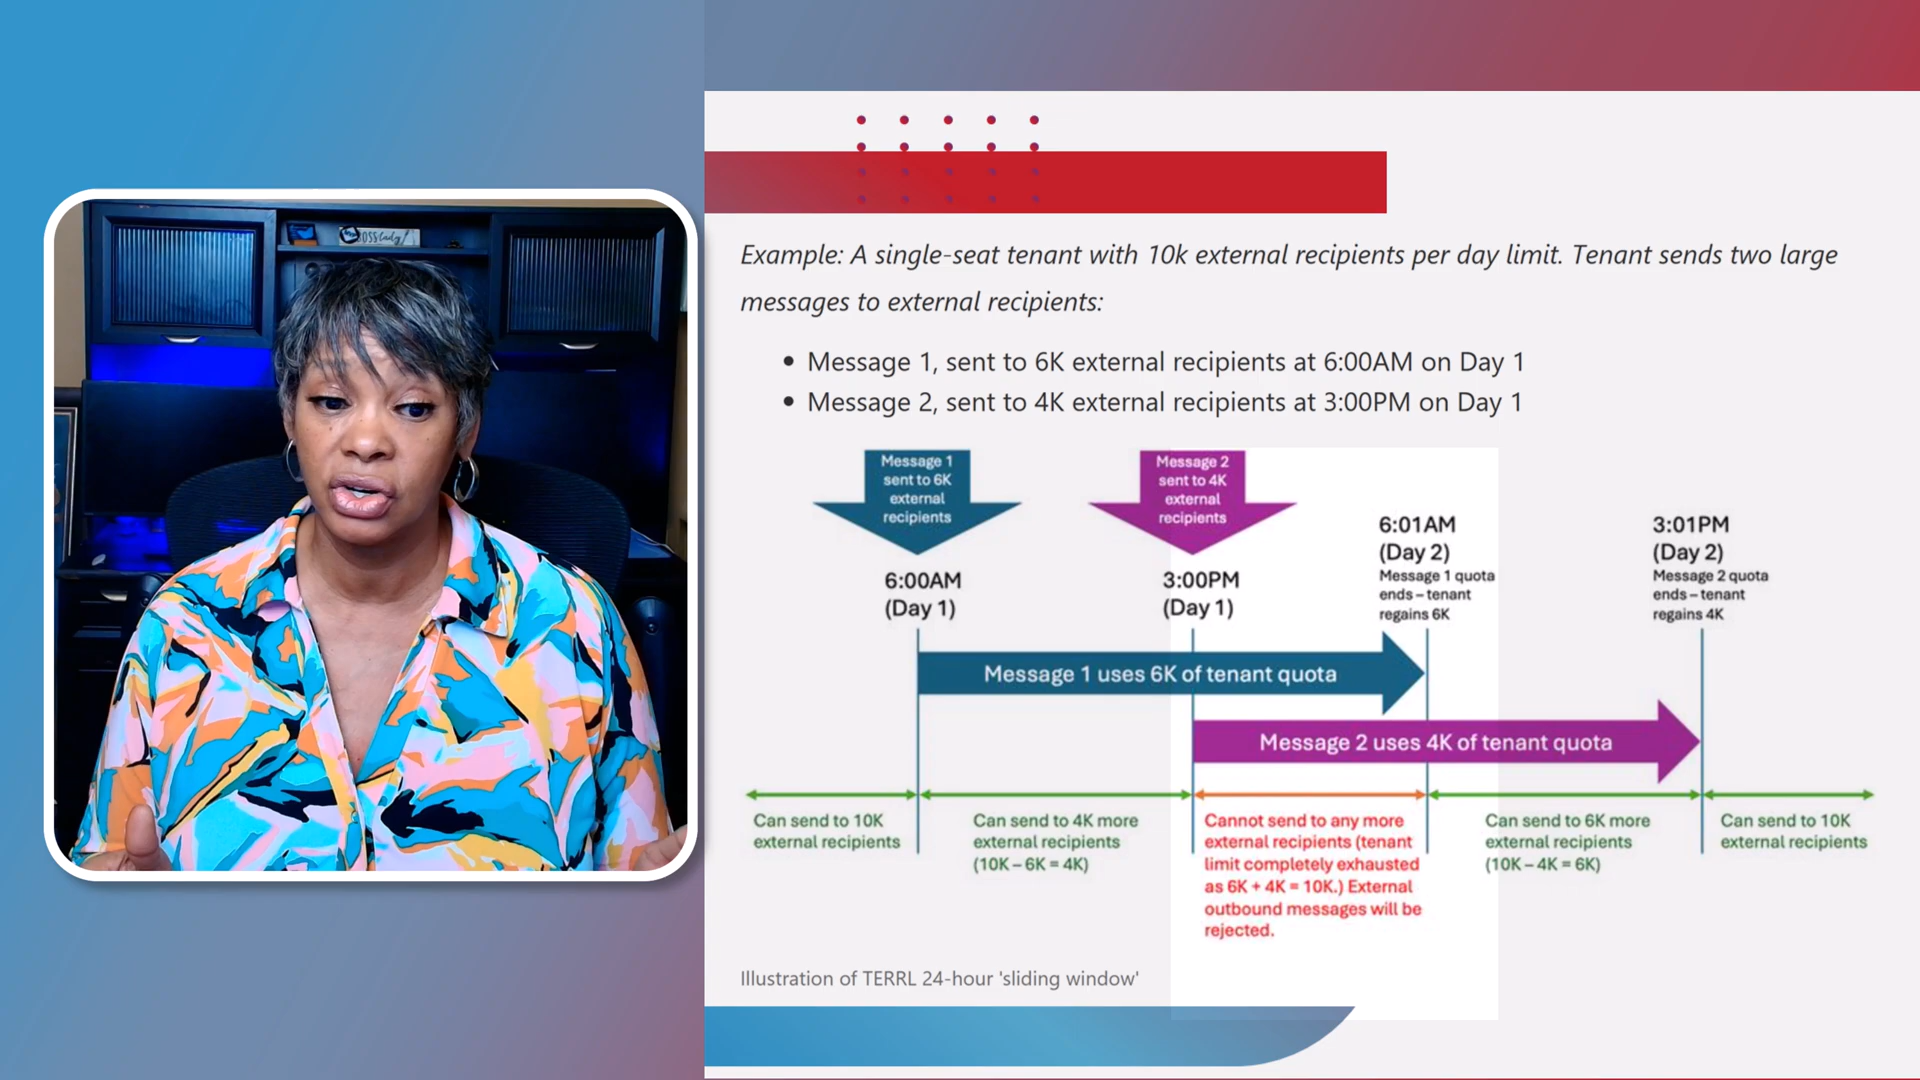 BOSSlady!
Example: A single-seat tenant with 10k external recipients per day limit. Tenant sends two large
messages to external recipients:
• Message 1, sent to 6K external recipients at 6:00AM on Day 1
• Message 2, sent to 4K external recipients at 3:00PM on Day 1
Message 1
sent to 6K
external
recipients
Message 2
sent to 4K
external
recipients
6:00AM
(Day 1)
3:00PM
(Day 1)
6:01AM
(Day 2)
Message 1 quota
ends – tenant
regains 6K
3:01PM
(Day 2)
Message 2 quota
ends – tenant
regains 4K
Message 1 uses 6K of tenant quota
Message 2 uses 4K of tenant quota
Can send to 10K
external recipients
Can send to 4K more
external recipients
(10K – 6K = 4K)
Cannot send to any more
external recipients (tenant
limit completely exhausted
as 6K + 4K = 10K.) External
outbound messages will be
rejected.
Can send to 6K more
external recipients
(10K – 4K = 6K)
Can send to 10K
external recipients
Illustration of TERRL 24-hour 'sliding window'